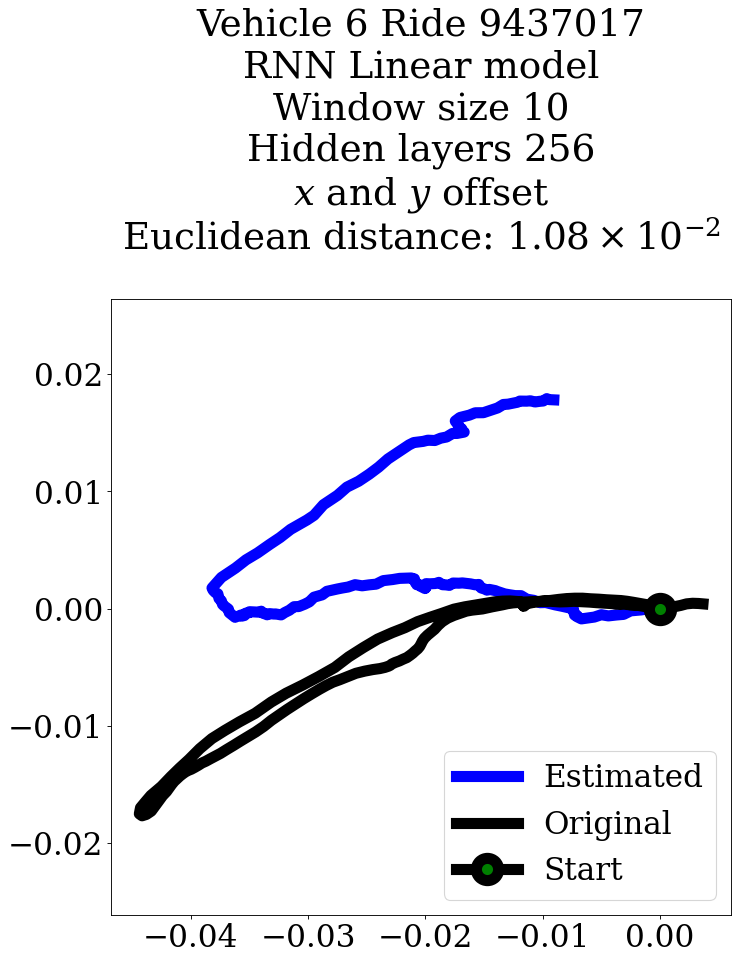 Vehicle 6 Ride 9437017
RNN Linear model
Window size 10
Hidden layers 256
x and y offset
Euclidean distance: 1.08 × 10⁻²
0.02
0.01
0.00
−0.01
−0.02
Estimated
Original
Start
−0.04 −0.03 −0.02 −0.01 0.00